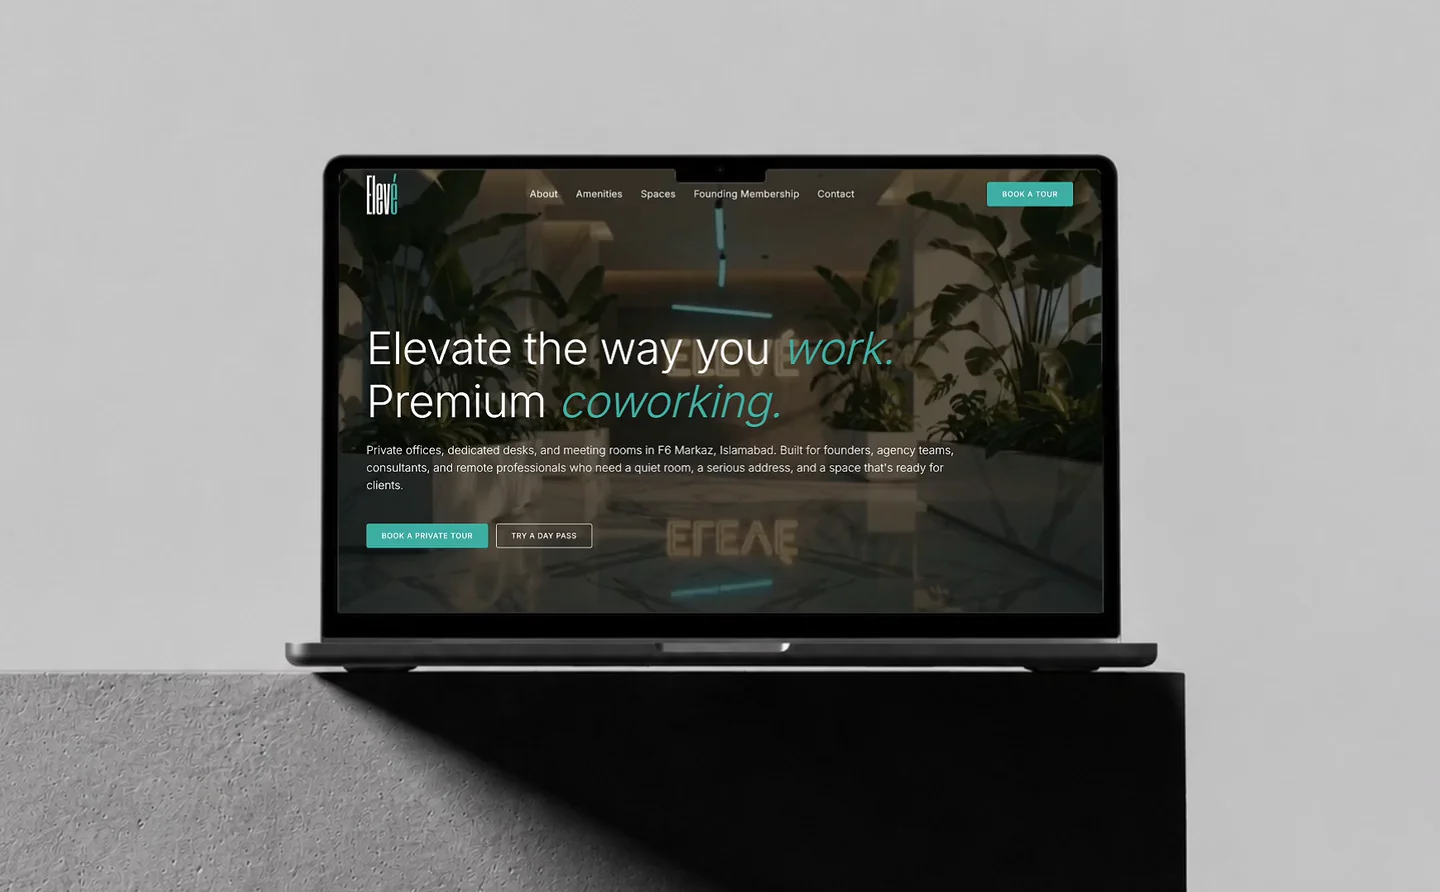 Elevé
About Amenities Spaces Founding Membership Contact
BOOK A TOUR
ELEVÉ
Elevate the way you work.
Premium coworking.
Private offices, dedicated desks, and meeting rooms in F6 Markaz, Islamabad. Built for founders, agency teams,
consultants, and remote professionals who need a quiet room, a serious address, and a space that's ready for
clients.
BOOK A PRIVATE TOUR
TRY A DAY PASS